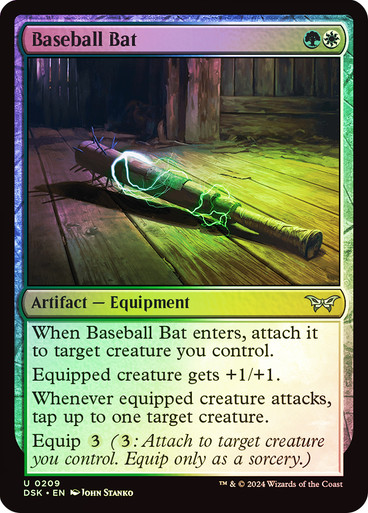 Baseball Bat
Artifact — Equipment
When Baseball Bat enters, attach it
to target creature you control.
Equipped creature gets +1/+1.
Whenever equipped creature attacks,
tap up to one target creature.
Equip 3 (3: Attach to target creature
you control. Equip only as a sorcery.)
U 0209
DSK • EN John Stanko
™ & © 2024 Wizards of the Coast